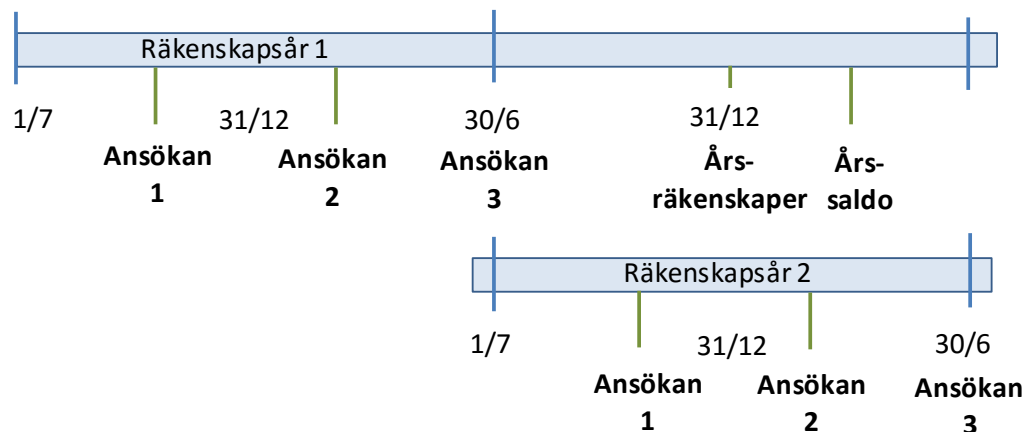 Räkenskapsår 1
1/7
31/12
30/6
31/12
Ansökan
1
Ansökan
2
Ansökan
3
Års-
räkenskaper
Års-
saldo
Räkenskapsår 2
1/7
31/12
30/6
Ansökan
1
Ansökan
2
Ansökan
3